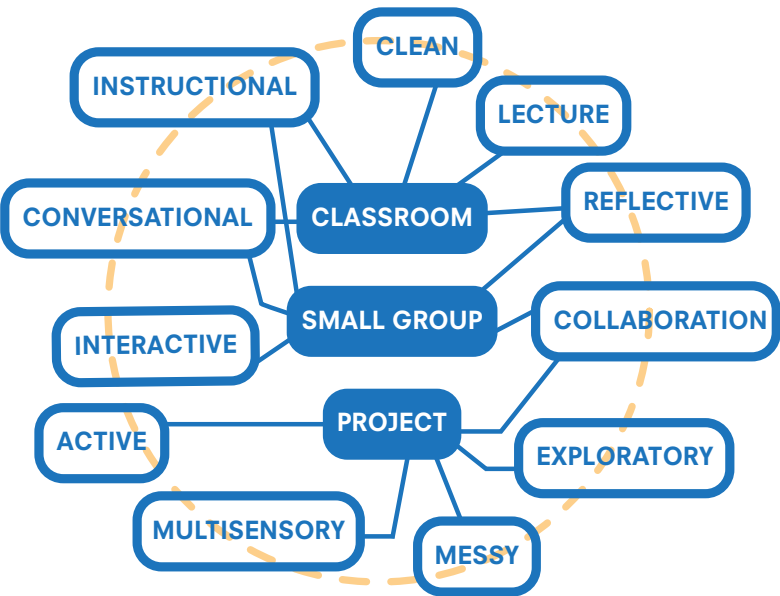 CLEAN
INSTRUCTIONAL
LECTURE
REFLECTIVE
CONVERSATIONAL
CLASSROOM
SMALL GROUP
COLLABORATION
INTERACTIVE
PROJECT
ACTIVE
EXPLORATORY
MULTISENSORY
MESSY